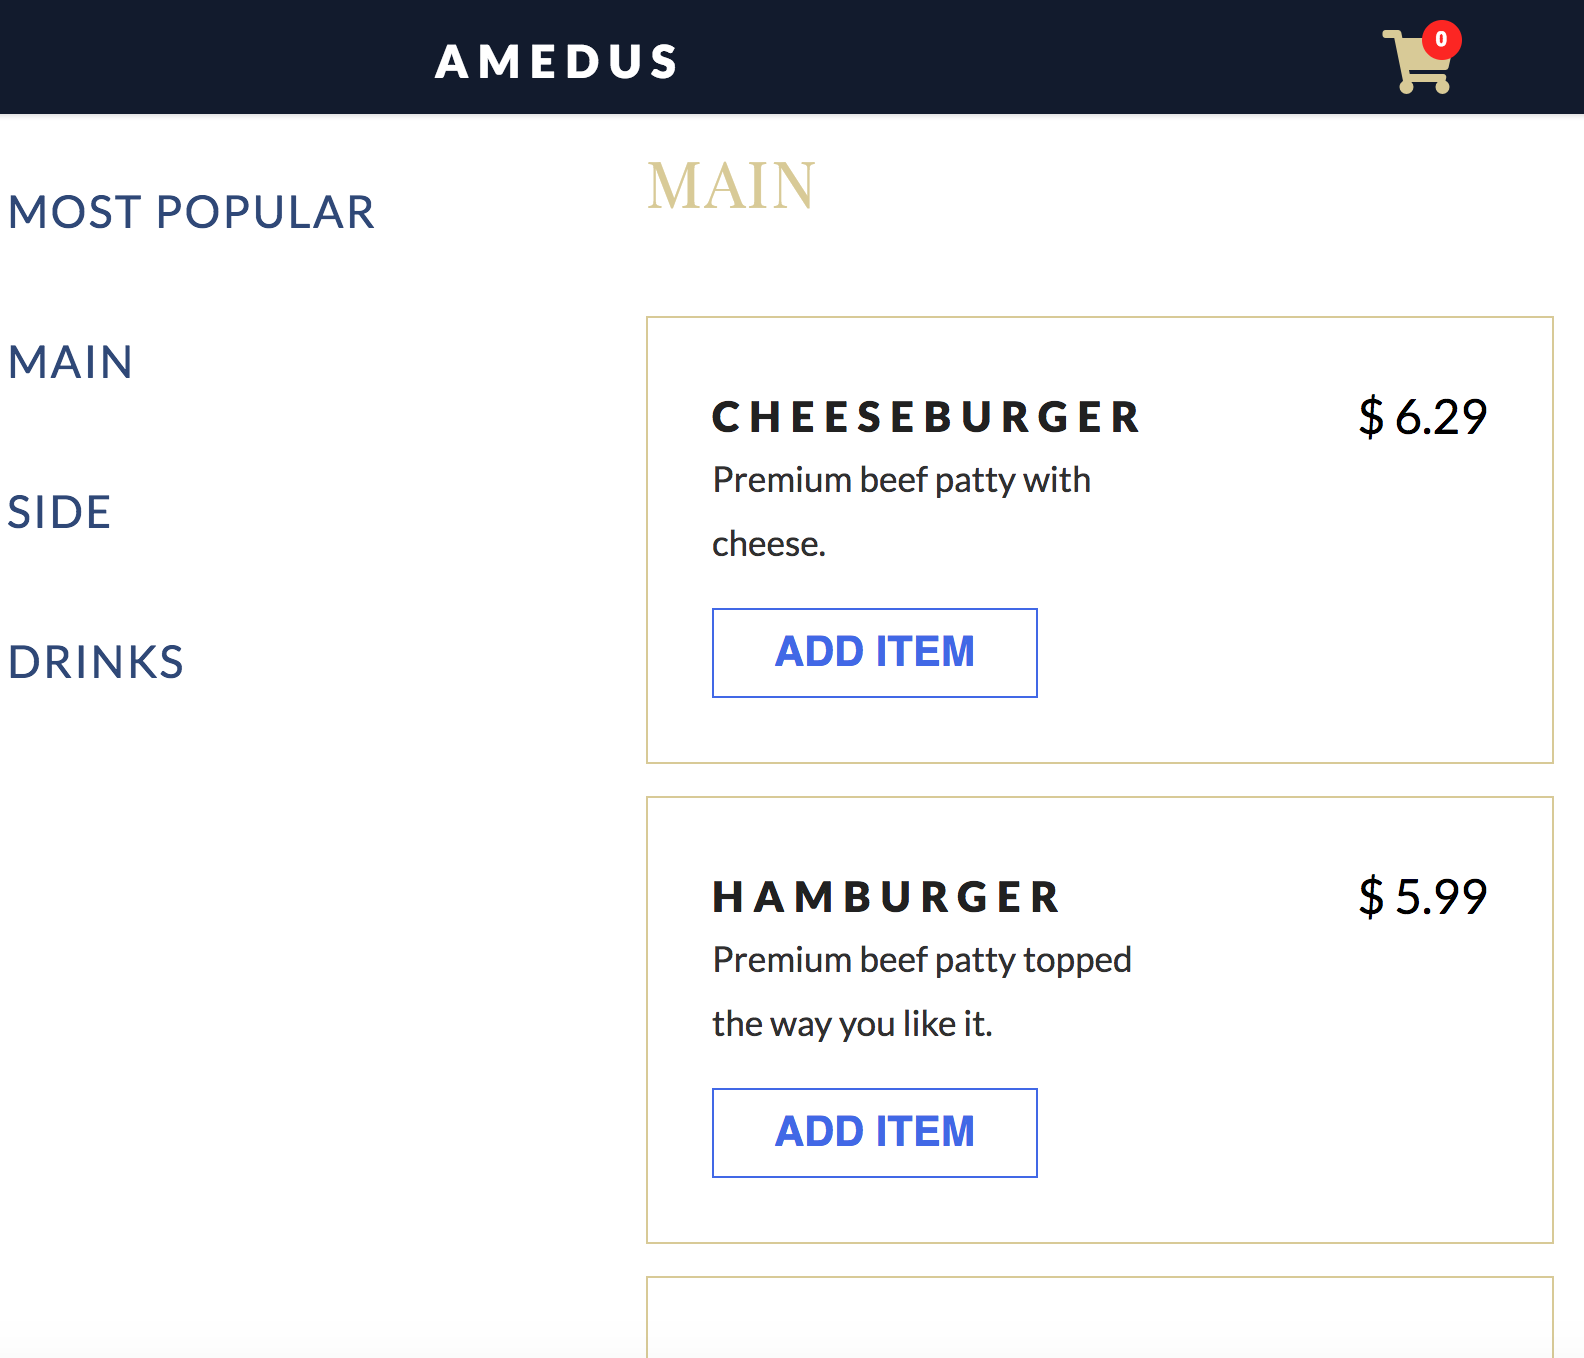 AMEDUS
0
MOST POPULAR
MAIN
SIDE
DRINKS
MAIN
CHEESEBURGER
$ 6.29
Premium beef patty with
cheese.
ADD ITEM
HAMBURGER
$ 5.99
Premium beef patty topped
the way you like it.
ADD ITEM